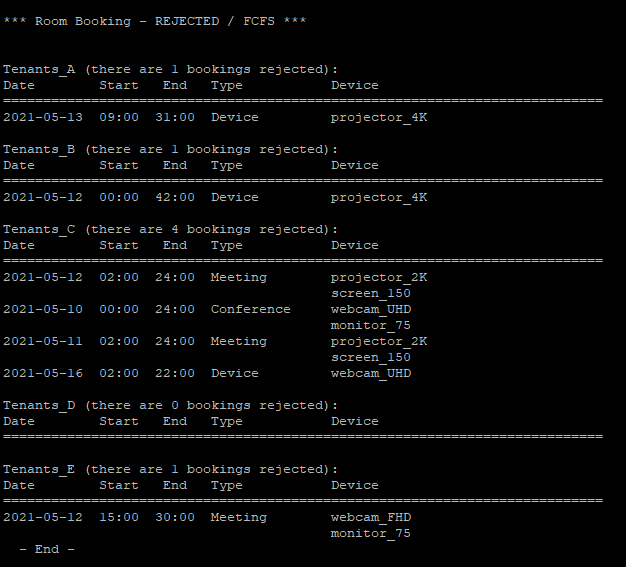 *** Room Booking - REJECTED / FCFS ***
Tenants_A (there are 1 bookings rejected):
Date        Start   End  Type           Device
===========================================================================
2021-05-13  09:00  31:00  Device         projector_4K
Tenants_B (there are 1 bookings rejected):
Date        Start   End  Type           Device
===========================================================================
2021-05-12  00:00  42:00  Device         projector_4K
Tenants_C (there are 4 bookings rejected):
Date        Start   End  Type           Device
===========================================================================
2021-05-12  02:00  24:00  Meeting        projector_2K
                                         screen_150
2021-05-10  00:00  24:00  Conference     webcam_UHD
                                         monitor_75
2021-05-11  02:00  24:00  Meeting        projector_2K
                                         screen_150
2021-05-16  02:00  22:00  Device         webcam_UHD
Tenants_D (there are 0 bookings rejected):
Date        Start   End  Type           Device
===========================================================================
Tenants_E (there are 1 bookings rejected):
Date        Start   End  Type           Device
===========================================================================
2021-05-12  15:00  30:00  Meeting        webcam_FHD
                                         monitor_75
  - End -